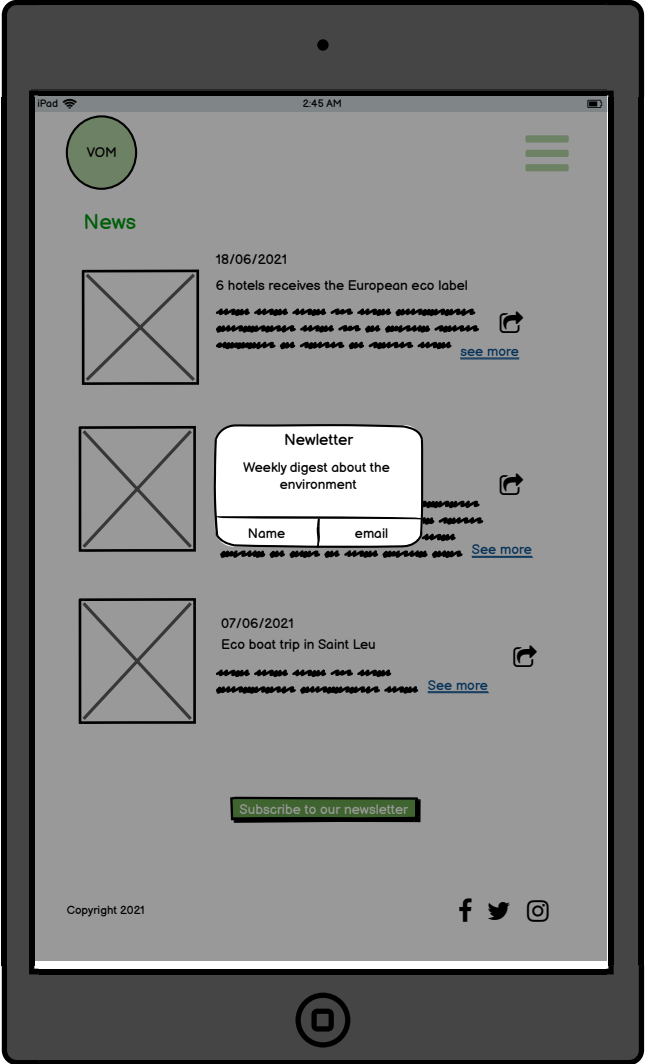 iPad
2:45 AM
VOM
News
18/06/2021
6 hotels receives the European eco label
see more
Newletter
Weekly digest about the
environment
Name
email
See more
07/06/2021
Eco boat trip in Saint Leu
See more
Subscribe to our newsletter
Copyright 2021